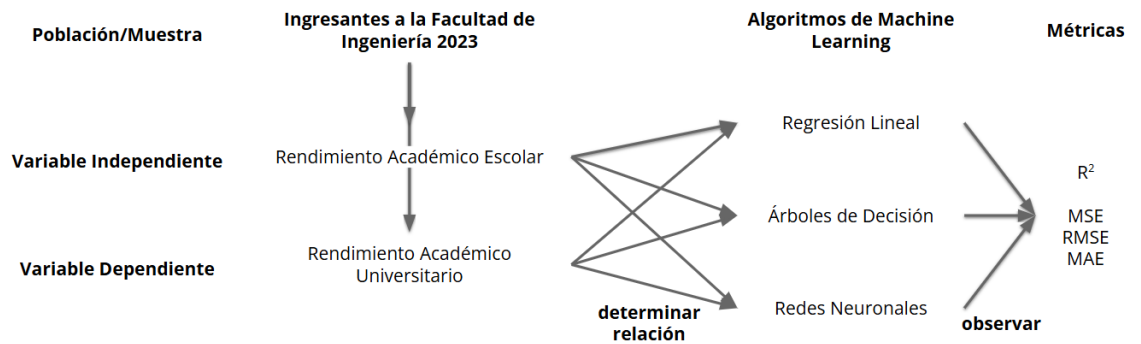 Población/Muestra
Ingresantes a la Facultad de
Ingeniería 2023
Algoritmos de Machine
Learning
Métricas
Variable Independiente
Rendimiento Académico Escolar
Variable Dependiente
Rendimiento Académico
Universitario
determinar
relación
Regresión Lineal
Árboles de Decisión
Redes Neuronales
observar
R²
MSE
RMSE
MAE